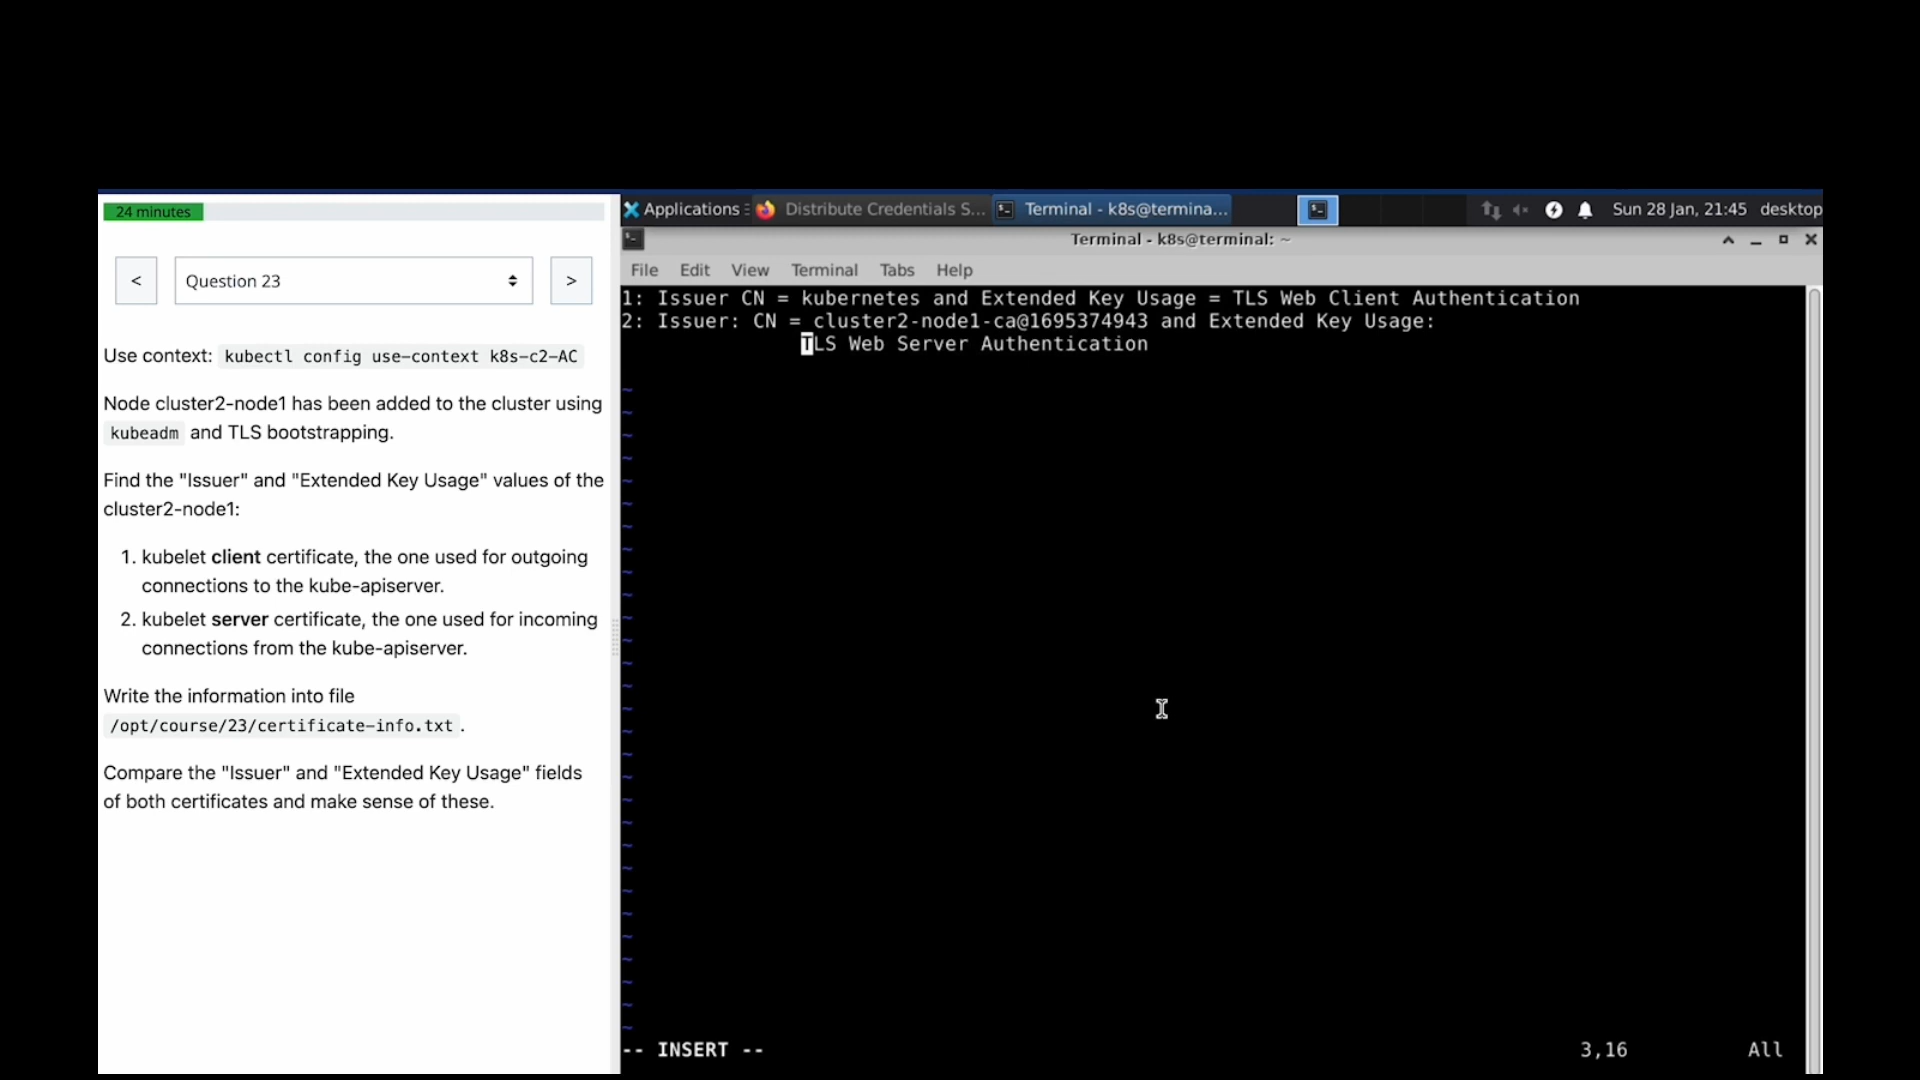 24 minutes
Applications
Distribute Credentials S...
Terminal - k8s@termina...
Sun 28 Jan, 21:45
desktop
Terminal - k8s@terminal: ~
<
Question 23
>
File Edit View Terminal Tabs Help
1: Issuer CN = kubernetes and Extended Key Usage = TLS Web Client Authentication
2: Issuer: CN = cluster2-node1-ca@1695374943 and Extended Key Usage:
TLS Web Server Authentication
Use context: kubectl config use-context k8s-c2-AC
Node cluster2-node1 has been added to the cluster using
kubeadm and TLS bootstrapping.
Find the "Issuer" and "Extended Key Usage" values of the
cluster2-node1:
1. kubelet client certificate, the one used for outgoing
connections to the kube-apiserver.
2. kubelet server certificate, the one used for incoming
connections from the kube-apiserver.
Write the information into file
/opt/course/23/certificate-info.txt .
Compare the "Issuer" and "Extended Key Usage" fields
of both certificates and make sense of these.
-- INSERT --
3,16
All